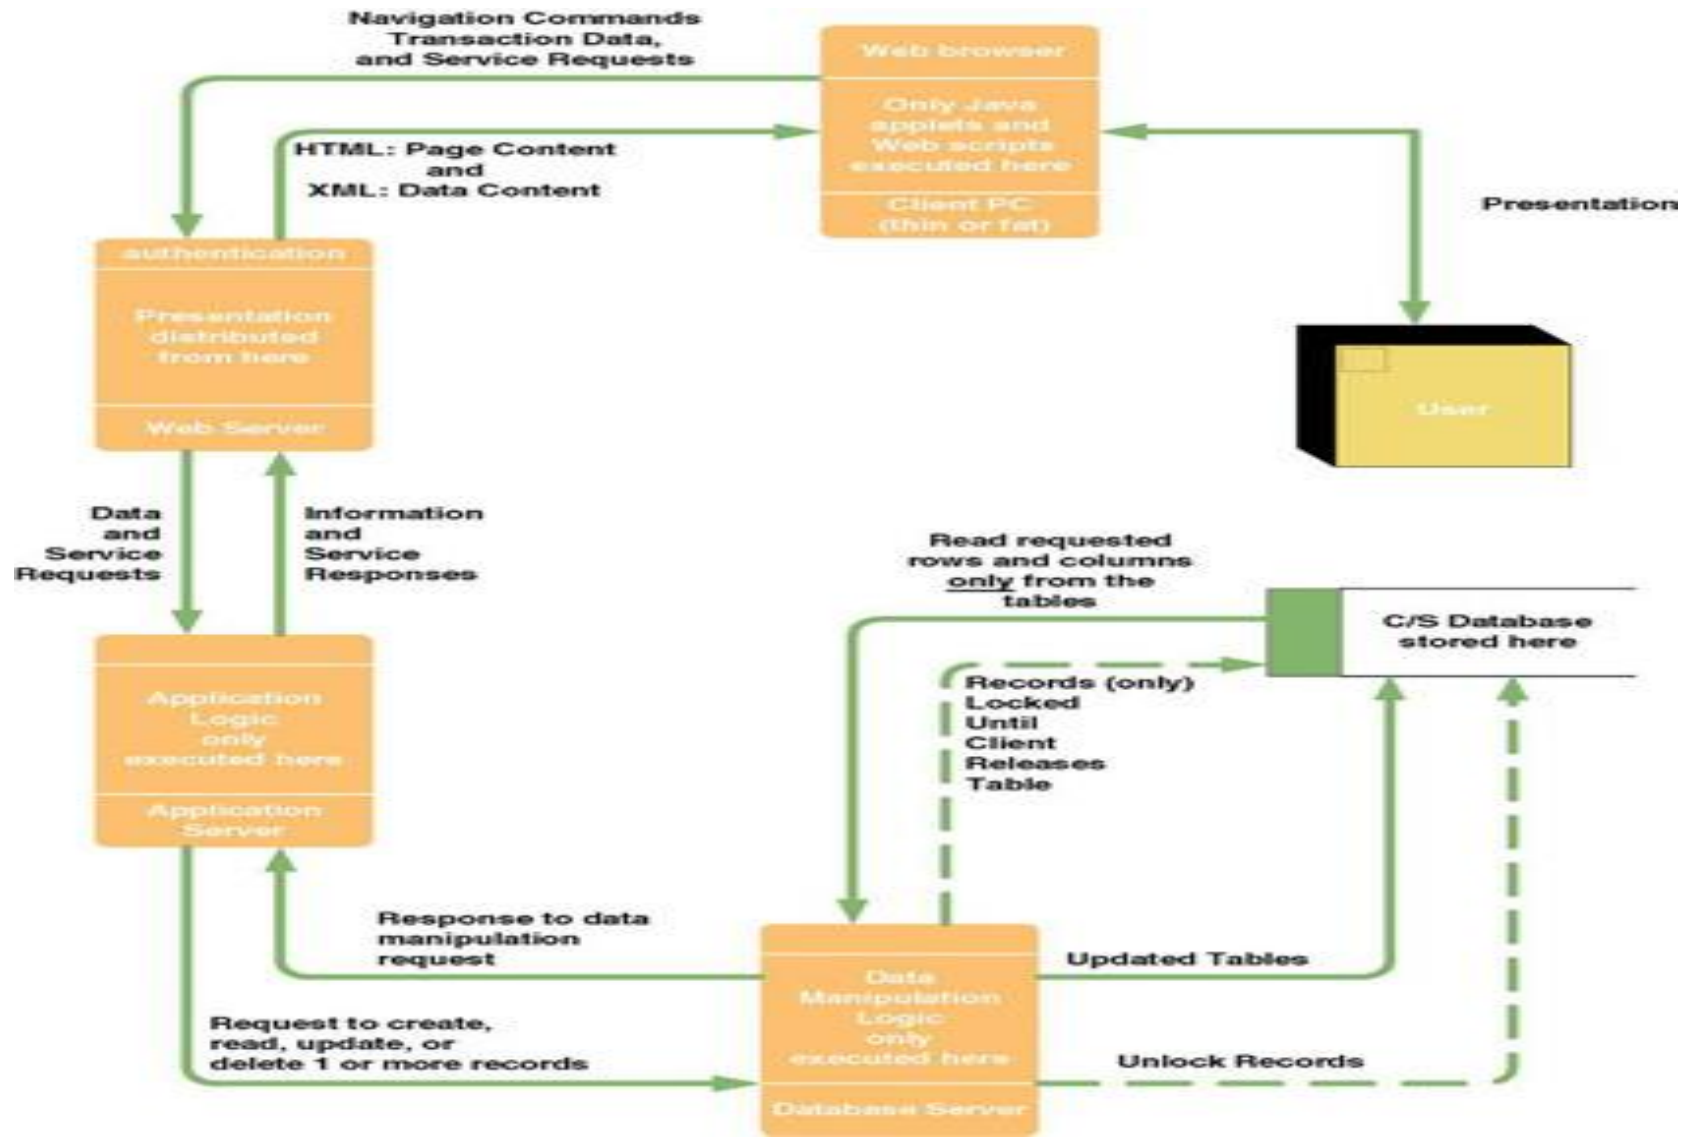 Navigation Commands
Transaction Data,
and Service Requests
Web browser
Only Java
applets and
Web scripts
executed here
Client PC
(thin or fat)
HTML: Page Content
and
XML: Data Content
Presentation
authentication
Presentation
distributed
from here
Web Server
User
Data
and
Service
Requests
Information
and
Service
Responses
Read requested
rows and columns
only from the
tables
C/S Database
stored here
Records (only)
Locked
Until
Client
Releases
Table
Application
Logic
only
executed here
Application
Server
Response to data
manipulation
request
Updated Tables
Data
Manipulation
Logic
only
executed here
Database Server
Request to create,
read, update, or
delete 1 or more records
Unlock Records